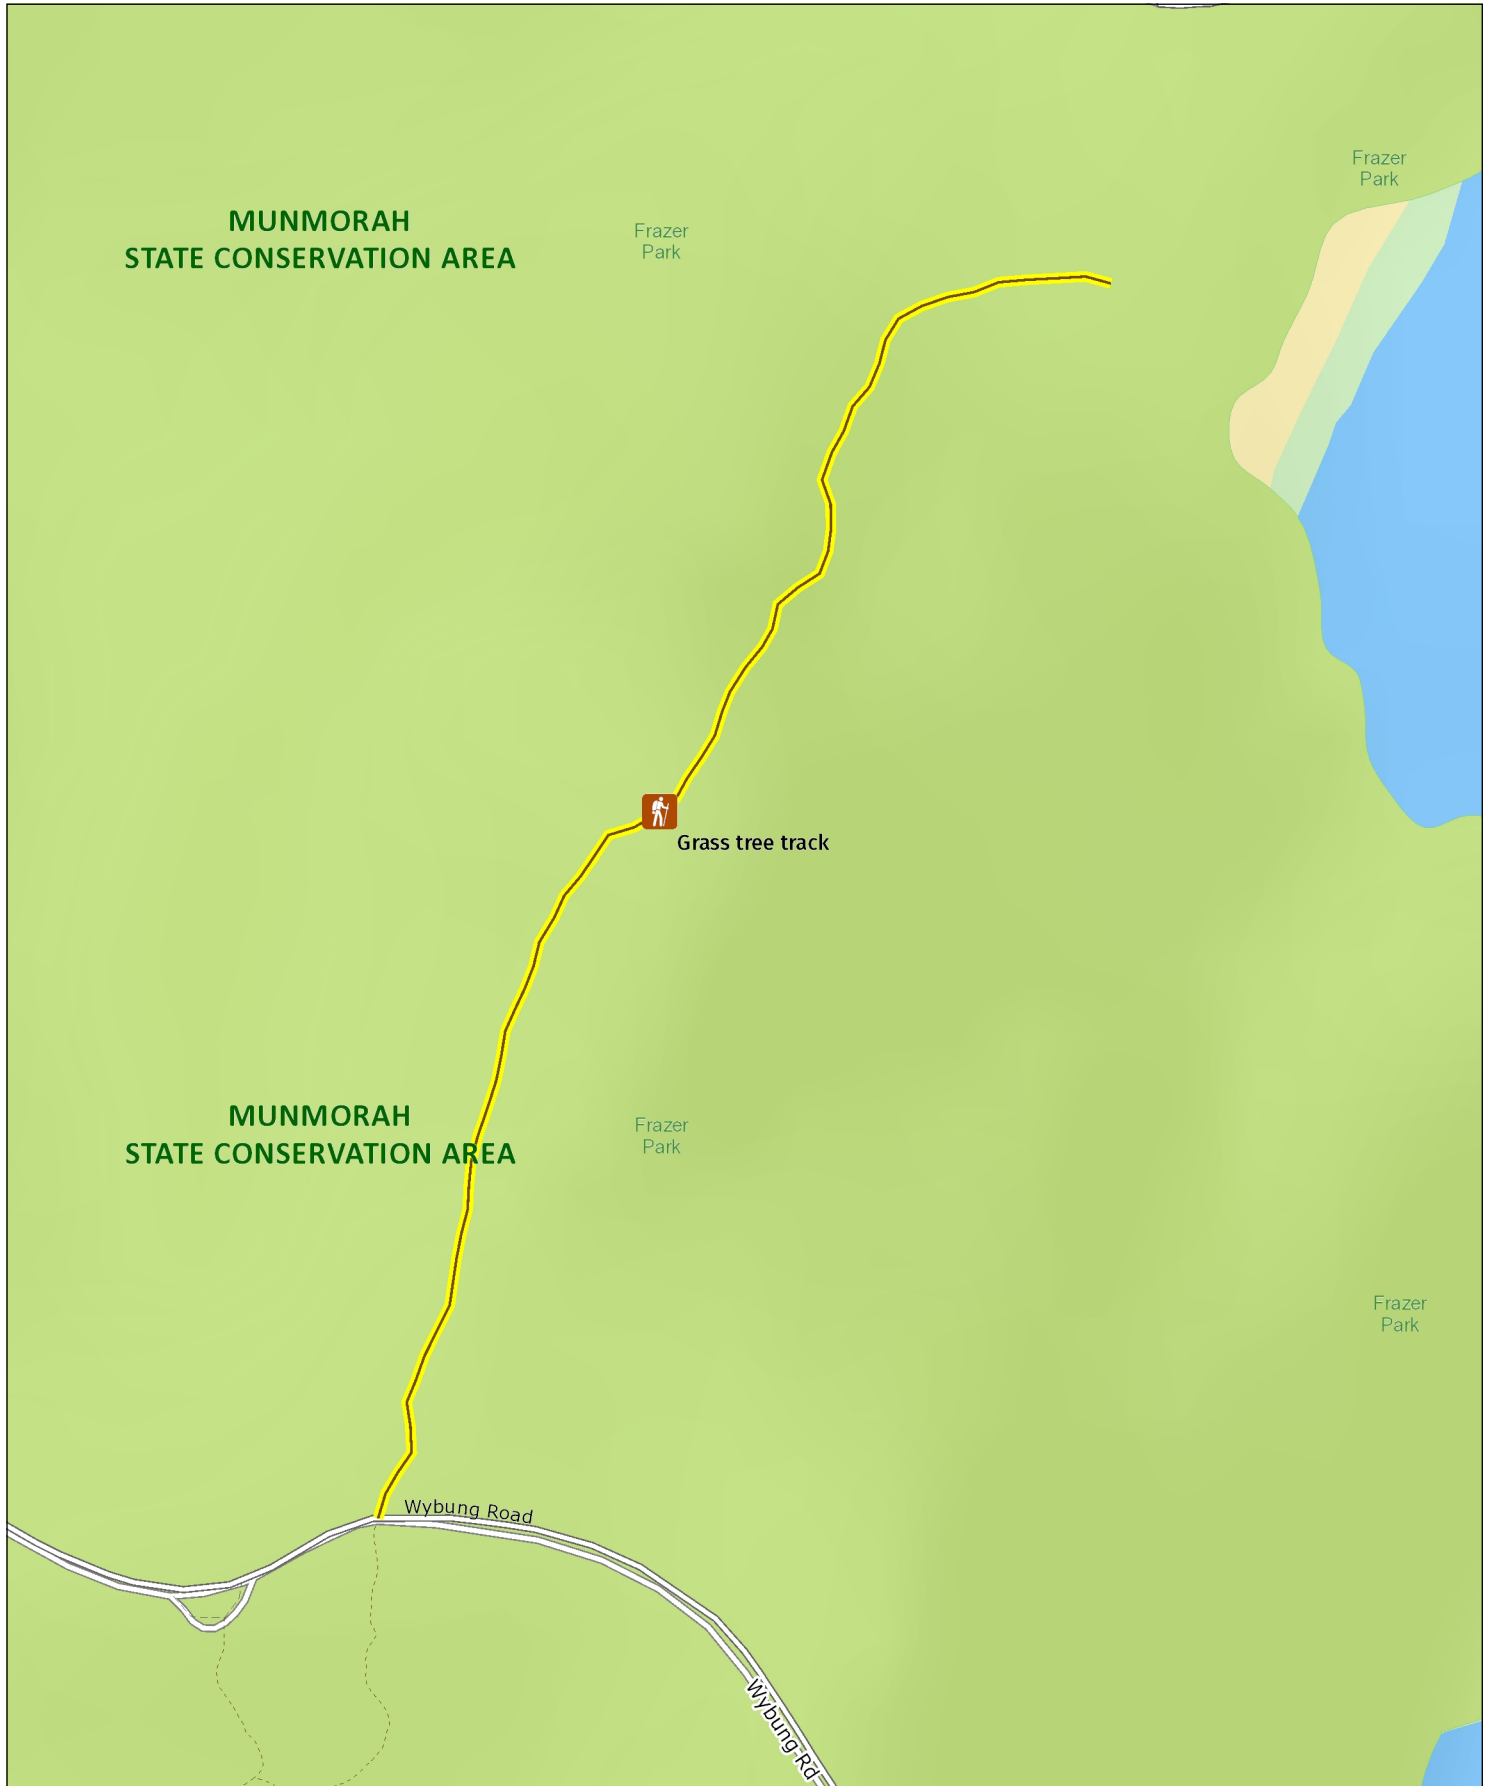 Frazer
Park
MUNMORAH
STATE CONSERVATION AREA
Frazer
Park
Grass tree track
MUNMORAH
STATE CONSERVATION AREA
Frazer
Park
Frazer
Park
Wybung Road
Wybung Rd